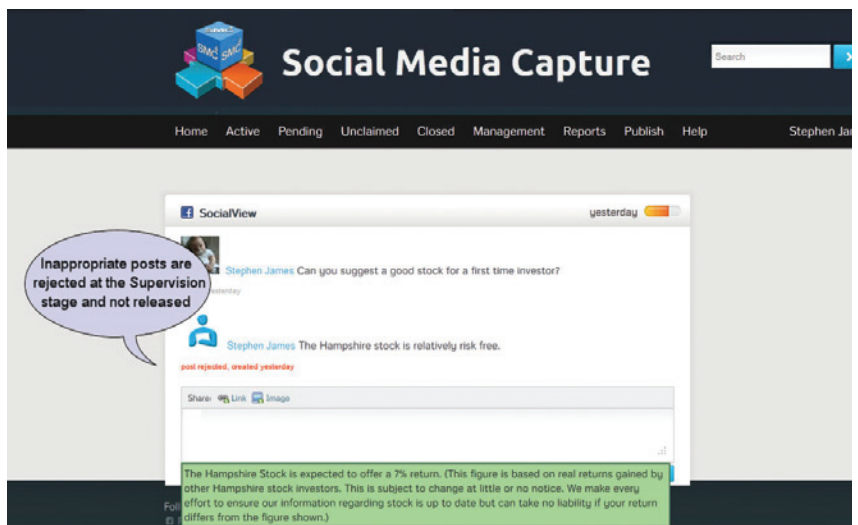 SMC SMC
Social Media Capture
Search
Home Active Pending Unclaimed Closed Management Reports Publish Help Stephen Jam
SocialView yesterday
Inappropriate posts are
rejected at the Supervision
stage and not released
Stephen James Can you suggest a good stock for a first time investor?
yesterday
Stephen James The Hampshire stock is relatively risk free.
post rejected, created yesterday
Share: Link Image
The Hampshire Stock is expected to offer a 7% return. (This figure is based on real returns gained by
other Hampshire stock investors. This is subject to change at little or no notice. We make every
effort to ensure our information regarding stock is up to date but can take no liability if your return
differs from the figure shown.)
Foll